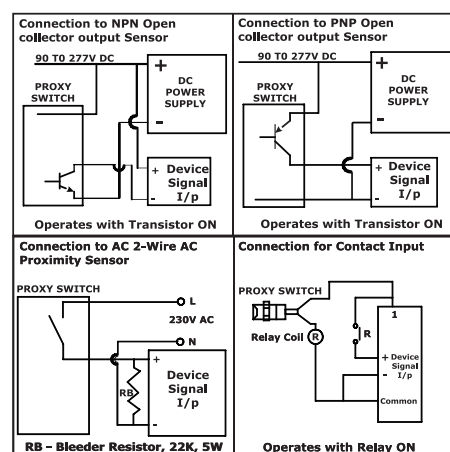 Connection to NPN Open
collector output Sensor
90 T0 277V DC
PROXY
SWITCH
+
DC
POWER
SUPPLY
-
+ Device
Signal
- I/p
Operates with Transistor ON
Connection to PNP Open
collector output Sensor
90 T0 277V DC
PROXY
SWITCH
+
DC
POWER
SUPPLY
-
+ Device
Signal
- I/p
Operates with Transistor ON
Connection to AC 2-Wire AC
Proximity Sensor
PROXY SWITCH
L
230V AC
N
+
RB
Device
Signal
I/p
-
RB - Bleeder Resistor, 22K, 5W
Connection for Contact Input
PROXY SWITCH
1
Relay Coil R
R
+ Device
Signal
- I/p
Common
Operates with Relay ON